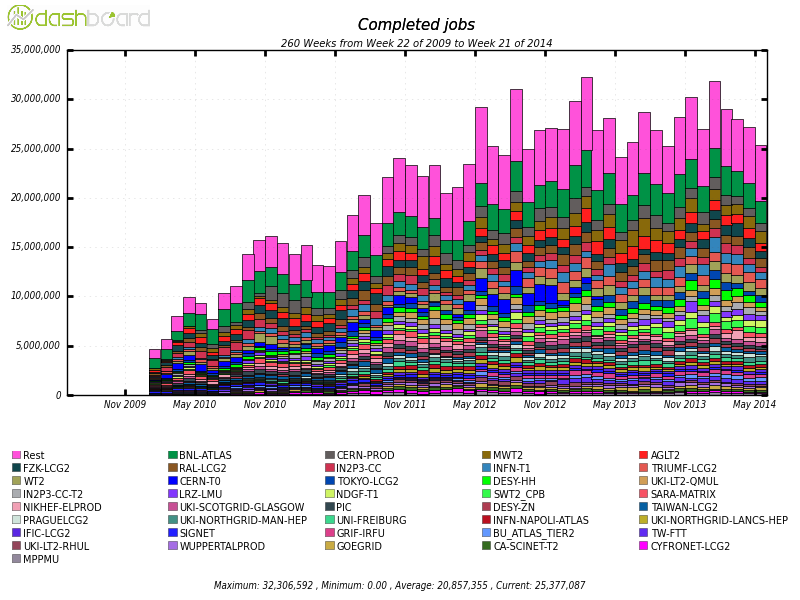 dashboard
Completed jobs
260 Weeks from Week 22 of 2009 to Week 21 of 2014
35,000,000
30,000,000
25,000,000
20,000,000
15,000,000
10,000,000
5,000,000
0
Nov 2009 May 2010 Nov 2010 May 2011 Nov 2011 May 2012 Nov 2012 May 2013 Nov 2013 May 2014
Rest BNL-ATLAS CERN-PROD MWT2 AGLT2
FZK-LCG2 RAL-LCG2 IN2P3-CC INFN-T1 TRIUMF-LCG2
WT2 CERN-T0 TOKYO-LCG2 DESY-HH UKI-LT2-QMUL
IN2P3-CC-T2 LRZ-LMU NDGF-T1 SWT2_CPB SARA-MATRIX
NIKHEF-ELPROD UKI-SCOTGRID-GLASGOW PIC DESY-ZN TAIWAN-LCG2
PRAGUELCG2 UKI-NORTHGRID-MAN-HEP UNI-FREIBURG INFN-NAPOLI-ATLAS UKI-NORTHGRID-LANCS-HEP
IFIC-LCG2 SIGNET GRIF-IRFU BU_ATLAS_TIER2 TW-FTT
UKI-LT2-RHUL WUPPERTALPROD GOEGRID CA-SCINET-T2 CYFRONET-LCG2
MPPMU
Maximum: 32,306,592 , Minimum: 0.00 , Average: 20,857,355 , Current: 25,377,087